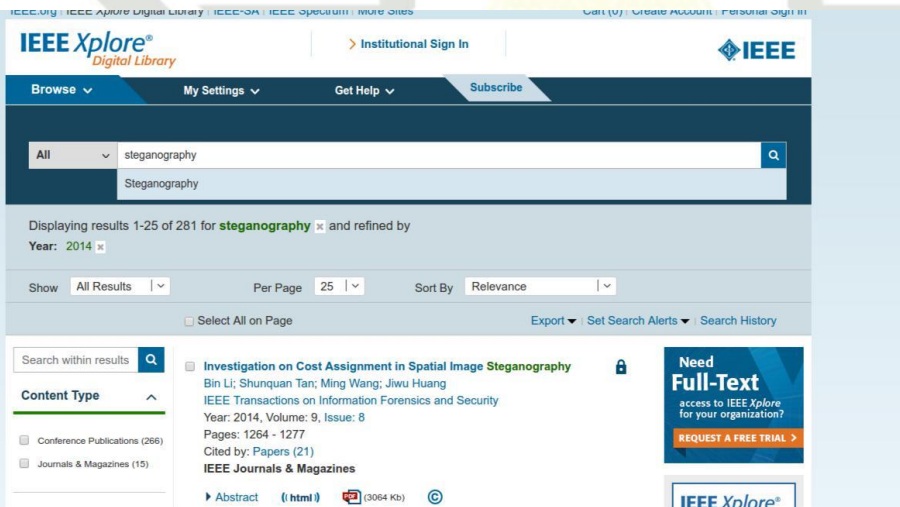 IEEE.org | IEEE Xplore Digital Library | IEEE-SA | IEEE Spectrum | More Sites
Cart (0) | Create Account | Personal Sign In
IEEE Xplore®
Digital Library
> Institutional Sign In
IEEE
Browse
My Settings
Get Help
Subscribe
All
steganography
Steganography
Displaying results 1-25 of 281 for steganography x and refined by
Year: 2014 x
Show All Results
Per Page 25
Sort By Relevance
Select All on Page
Export | Set Search Alerts | Search History
Search within results
Content Type
Conference Publications (266)
Journals & Magazines (15)
Investigation on Cost Assignment in Spatial Image Steganography
Bin Li; Shunquan Tan; Ming Wang; Jiwu Huang
IEEE Transactions on Information Forensics and Security
Year: 2014, Volume: 9, Issue: 8
Pages: 1264 - 1277
Cited by: Papers (21)
IEEE Journals & Magazines
Abstract ((html)) PDF (3064 Kb) ©
Need
Full-Text
access to IEEE Xplore
for your organization?
REQUEST A FREE TRIAL >
IEEE Xplore®